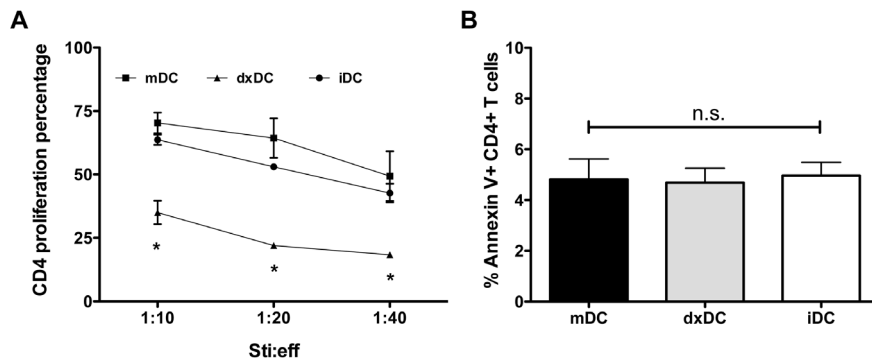 A
CD4 proliferation percentage
100
75
50
25
0
mDC
dxDC
iDC
*
*
*
1:10
1:20
1:40
Sti:eff
B
% Annexin V+ CD4+ T cells
10
8
6
4
2
0
n.s.
mDC
dxDC
iDC